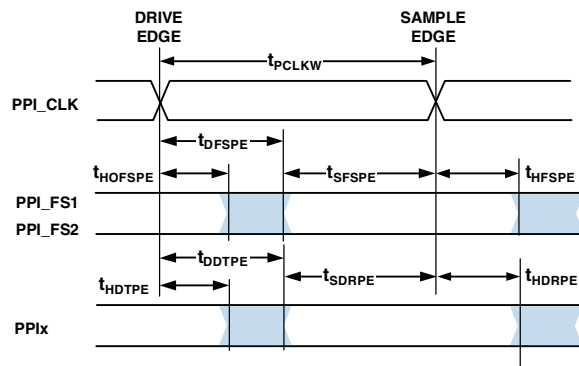 DRIVE EDGE
SAMPLE EDGE
tPCLKW
PPI_CLK
tDFSPE
tHOFSPE
tSFSPE
tHFSPE
PPI_FS1
PPI_FS2
tDDTPE
tHDTPE
tSDRPE
tHDRPE
PPIx